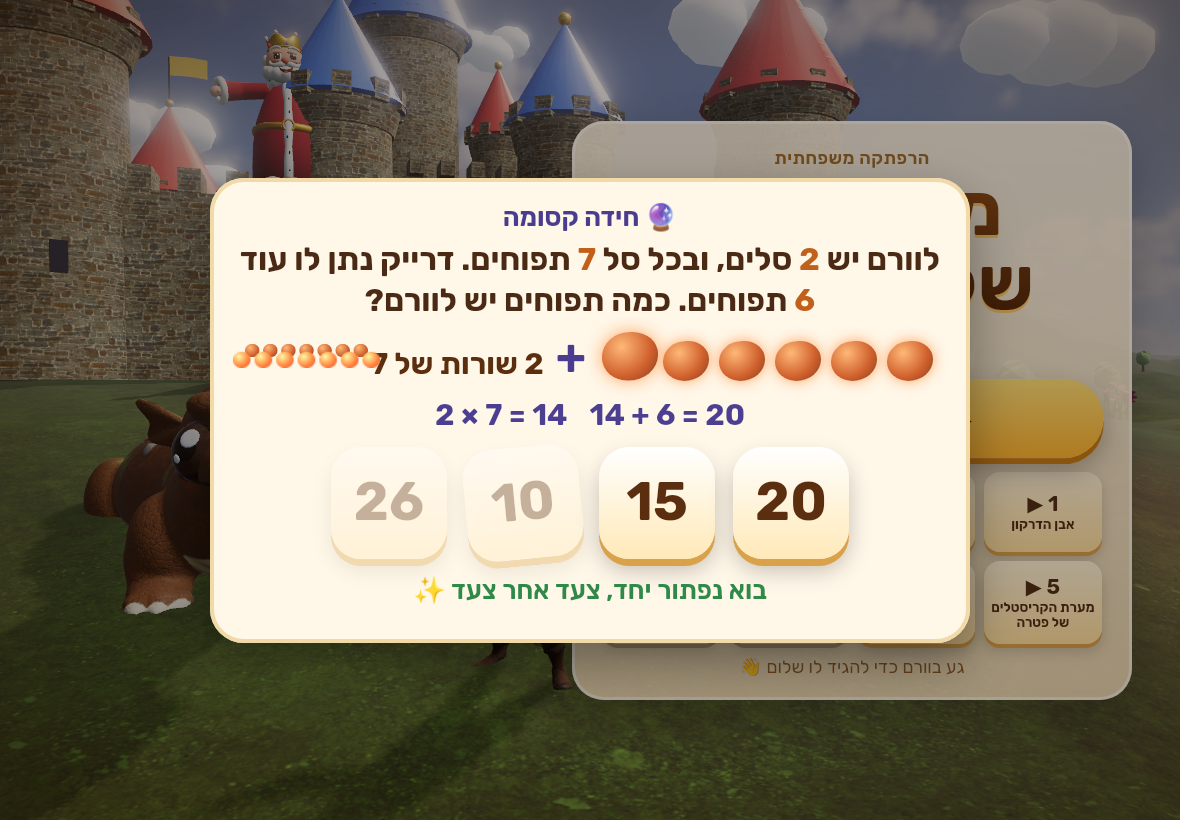 הרפתקה משפחתית
🔮 חידה קסומה
לוורם יש 2 סלים, ובכל סל 7 תפוחים. דרייק נתן לו עוד
6 תפוחים. כמה תפוחים יש לוורם?
+ 2 שורות של 7
2 × 7 = 14 14 + 6 = 20
26 10 15 20
בוא נפתור יחד, צעד אחר צעד ✨
▶ 1
אבן הדרקון
▶ 5
מערת הקריסטלים
של פטרה
גע בוורם כדי להגיד לו שלום 👋